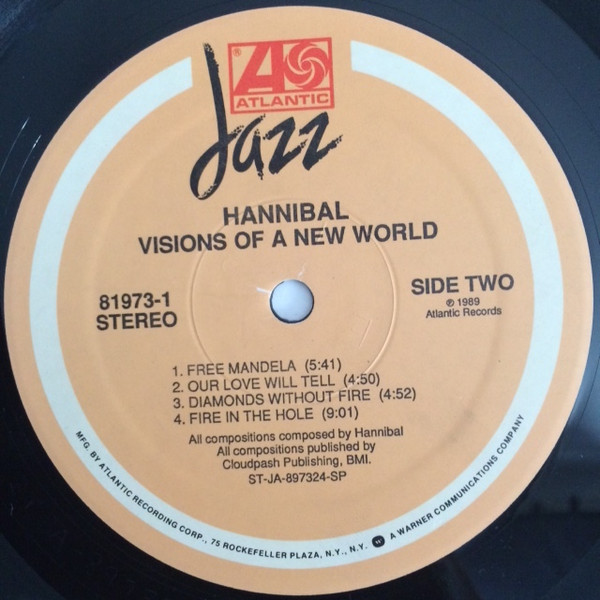 ®
ATLANTIC
Jazz
HANNIBAL
VISIONS OF A NEW WORLD
81973-1
STEREO
SIDE TWO
℗ 1989
Atlantic Records
1. FREE MANDELA (5:41)
2. OUR LOVE WILL TELL (4:50)
3. DIAMONDS WITHOUT FIRE (4:52)
4. FIRE IN THE HOLE (9:01)
All compositions composed by Hannibal
All compositions published by
Cloudpash Publishing, BMI.
ST-JA-897324-SP
MFG. BY ATLANTIC RECORDING CORP., 75 ROCKEFELLER PLAZA, N.Y., N.Y. A WARNER COMMUNICATIONS COMPANY